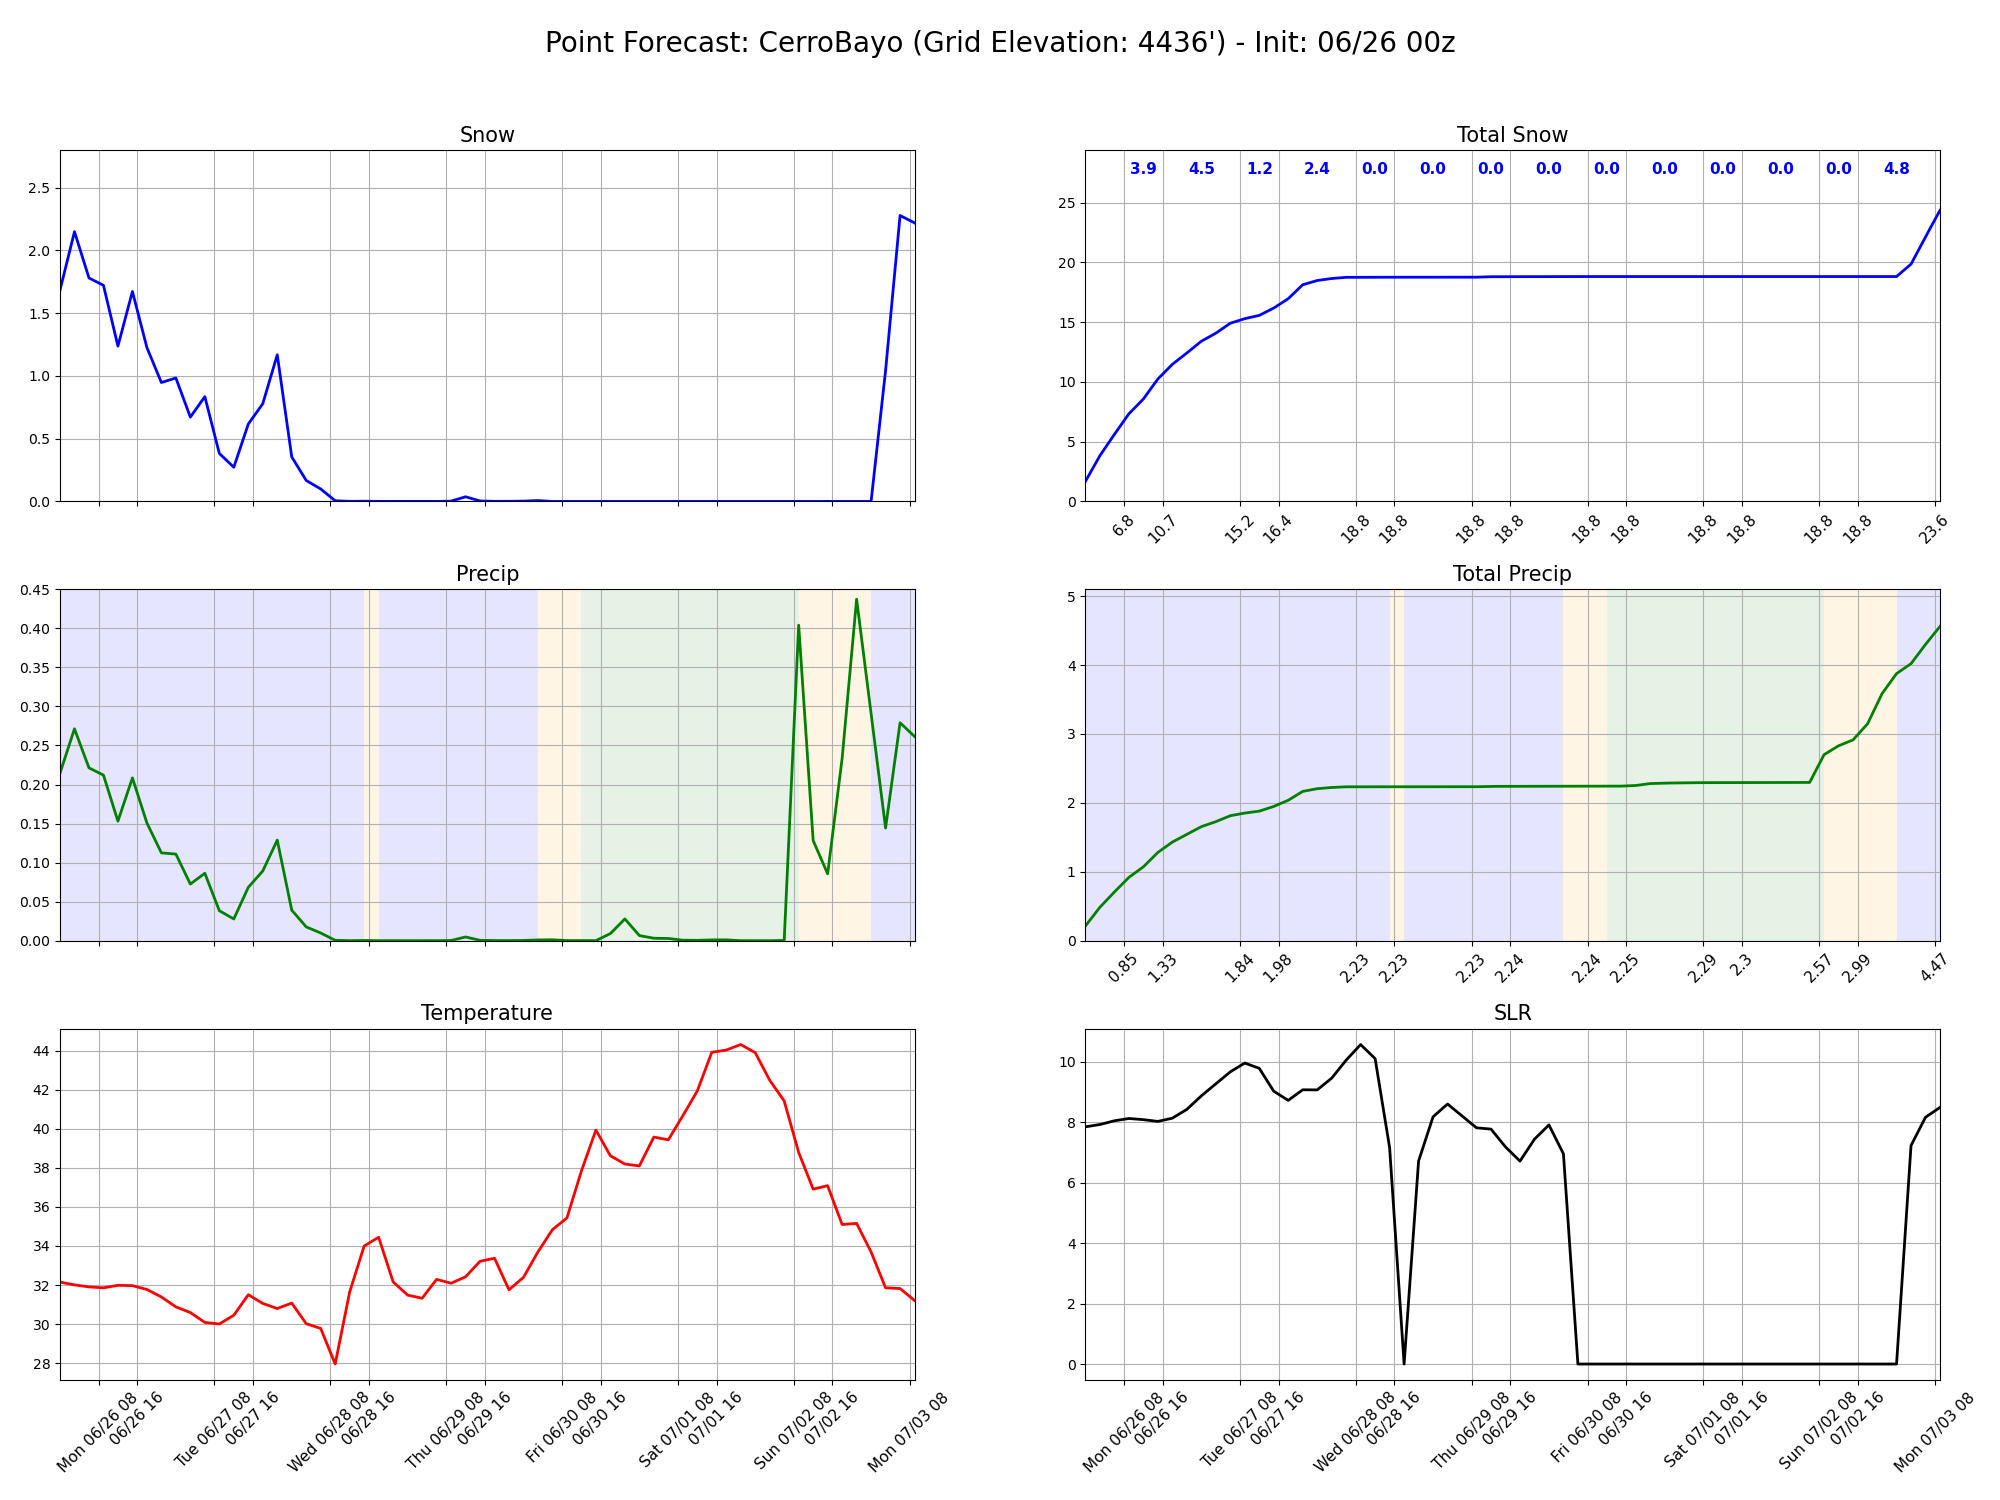 Point Forecast: CerroBayo (Grid Elevation: 4436') - Init: 06/26 00z
Snow
2.5
2.0
1.5
1.0
0.5
0.0
Total Snow
3.9 4.5 1.2 2.4 0.0 0.0 0.0 0.0 0.0 0.0 0.0 0.0 0.0 4.8
25
20
15
10
5
0
6.8 10.7 15.2 16.4 18.8 18.8 18.8 18.8 18.8 18.8 18.8 18.8 18.8 18.8 23.6
Precip
0.45
0.40
0.35
0.30
0.25
0.20
0.15
0.10
0.05
0.00
Total Precip
5
4
3
2
1
0
0.85 1.33 1.84 1.98 2.23 2.23 2.23 2.24 2.24 2.25 2.29 2.3 2.57 2.99 4.47
Temperature
44
42
40
38
36
34
32
30
28
Mon 06/26 08
06/26 16
Tue 06/27 08
06/27 16
Wed 06/28 08
06/28 16
Thu 06/29 08
06/29 16
Fri 06/30 08
06/30 16
Sat 07/01 08
07/01 16
Sun 07/02 08
07/02 16
Mon 07/03 08
SLR
10
8
6
4
2
0
Mon 06/26 08
06/26 16
Tue 06/27 08
06/27 16
Wed 06/28 08
06/28 16
Thu 06/29 08
06/29 16
Fri 06/30 08
06/30 16
Sat 07/01 08
07/01 16
Sun 07/02 08
07/02 16
Mon 07/03 08